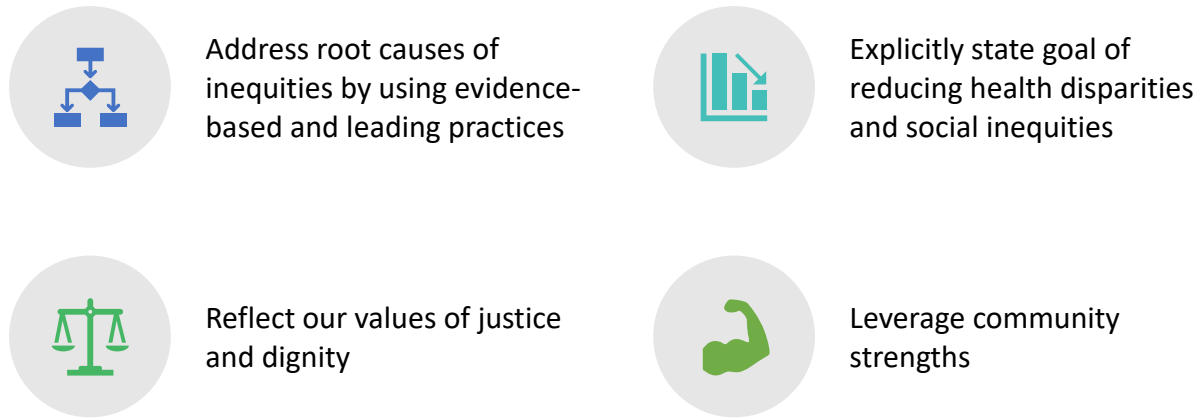 Address root causes of
inequities by using evidence-
based and leading practices
Explicitly state goal of
reducing health disparities
and social inequities
Reflect our values of justice
and dignity
Leverage community
strengths